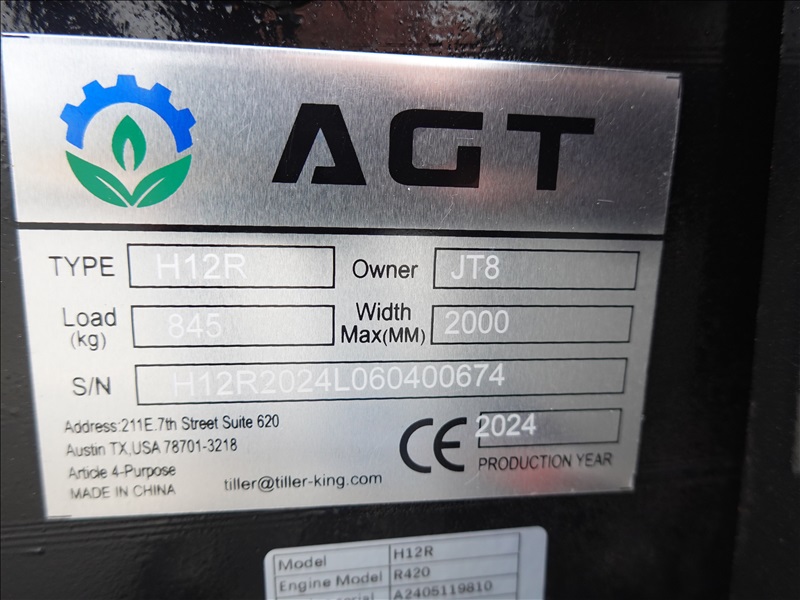 AGT
TYPE H12R Owner JT8
Load (kg) 845 Width Max(MM) 2000
S/N H12R2024L060400674
Address:211E.7th Street Suite 620
Austin TX,USA 78701-3218
Article 4-Purpose
MADE IN CHINA
tiller@tiller-king.com
CE 2024
PRODUCTION YEAR
Model H12R
Engine Model R420
A2405119810